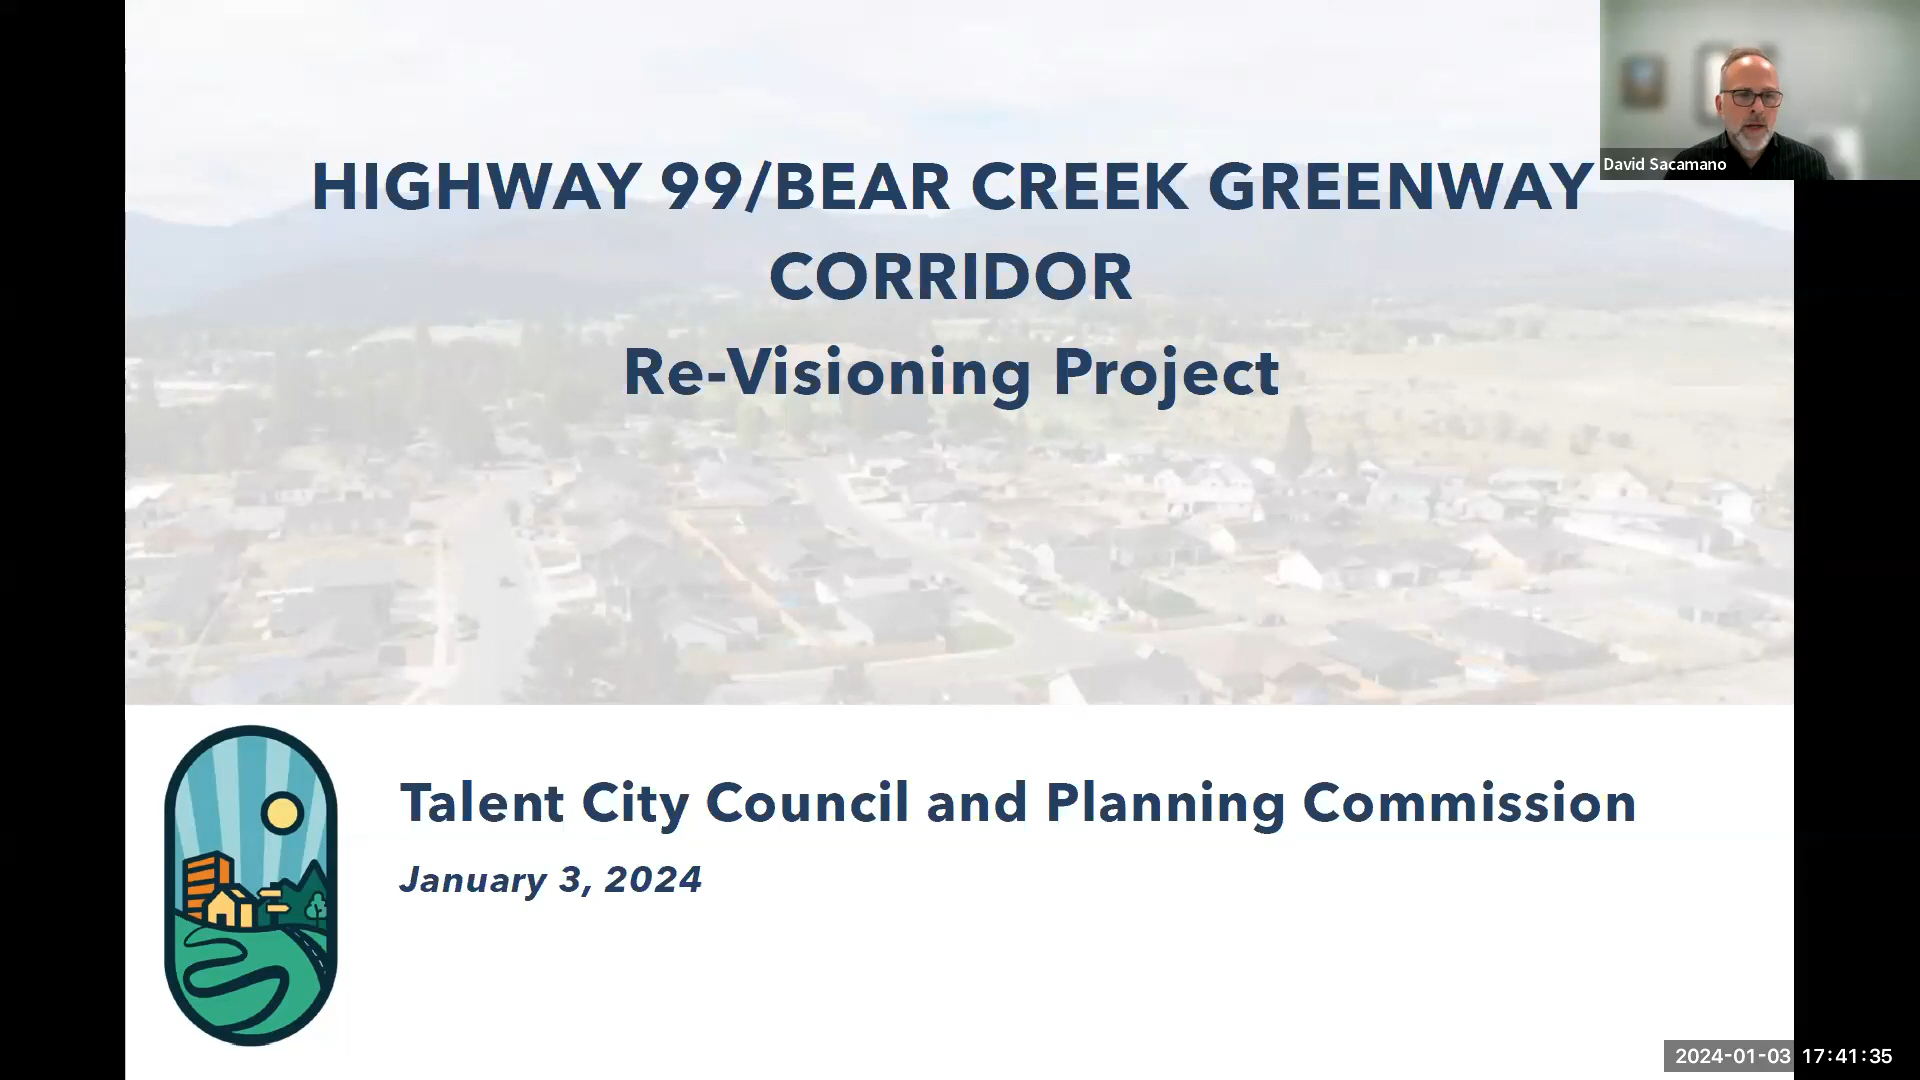 HIGHWAY 99/BEAR CREEK GREENWAY
CORRIDOR
Re-Visioning Project
David Sacamano
Talent City Council and Planning Commission
January 3, 2024
2024-01-03 17:41:35